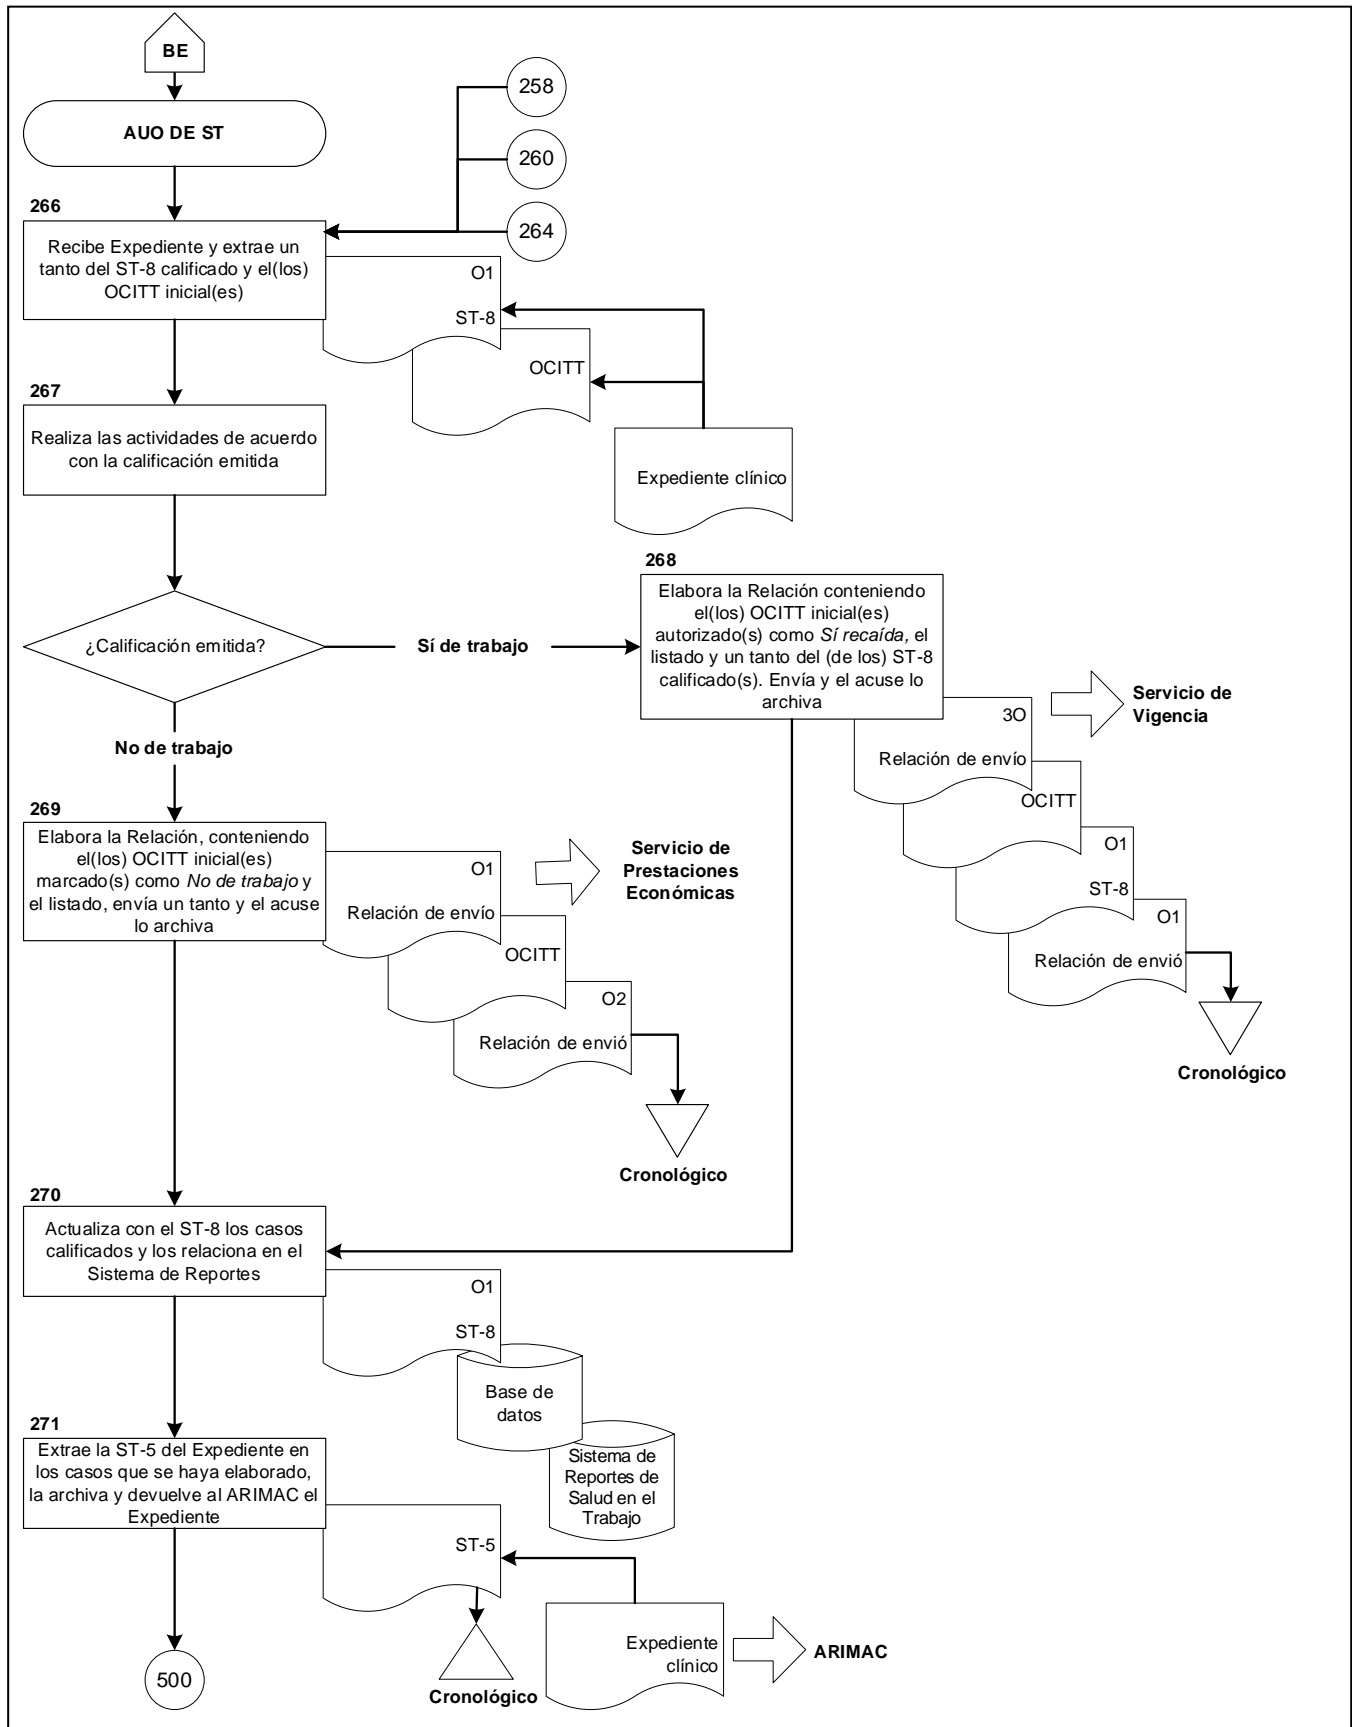 BE
258
AUO DE ST
260
266
264
Recibe Expediente y extrae un
tanto del ST-8 calificado y el(los)
OCITT inicial(es)
O1
ST-8
OCITT
267
Realiza las actividades de acuerdo
con la calificación emitida
Expediente clínico
268
Elabora la Relación conteniendo
el(los) OCITT inicial(es)
autorizado(s) como Sí recaída, el
listado y un tanto del (de los) ST-8
calificado(s). Envía y el acuse lo
archiva
¿Calificación emitida?
Sí de trabajo
3O
Relación de envío
Servicio de
Vigencia
OCITT
O1
ST-8
O1
Relación de envió
Cronológico
No de trabajo
269
Elabora la Relación, conteniendo
el(los) OCITT inicial(es)
marcado(s) como No de trabajo y
el listado, envía un tanto y el acuse
lo archiva
O1
Relación de envío
Servicio de
Prestaciones
Económicas
OCITT
O2
Relación de envió
Cronológico
270
Actualiza con el ST-8 los casos
calificados y los relaciona en el
Sistema de Reportes
O1
ST-8
Base de
datos
Sistema de
Reportes de
Salud en el
Trabajo
271
Extrae la ST-5 del Expediente en
los casos que se haya elaborado,
la archiva y devuelve al ARIMAC el
Expediente
ST-5
Expediente
clínico
ARIMAC
Cronológico
500